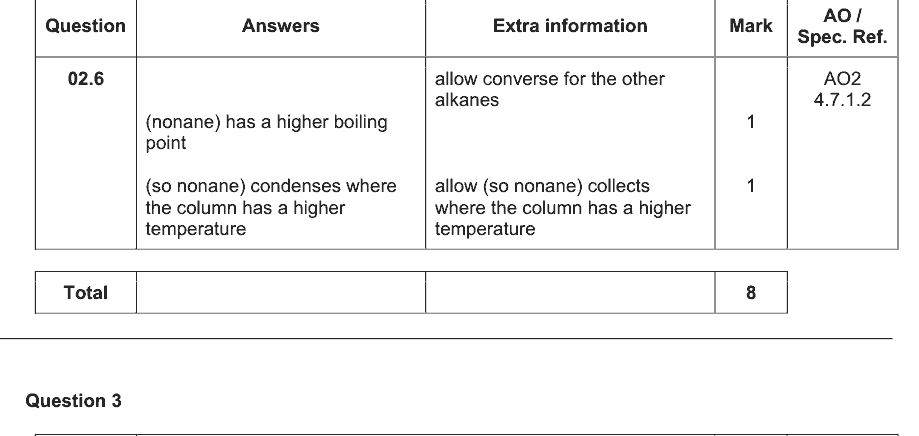 Question Answers Extra information Mark AO / Spec. Ref.
02.6 allow converse for the other AO2
alkanes 4.7.1.2
(nonane) has a higher boiling 1
point
(so nonane) condenses where allow (so nonane) collects 1
the column has a higher where the column has a higher
temperature temperature
Total 8
Question 3